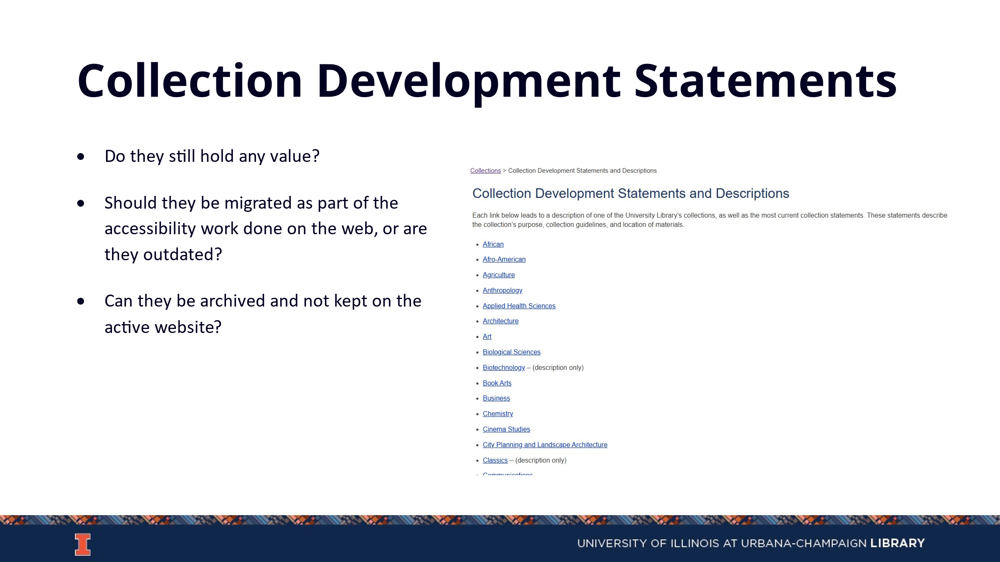 Collection Development Statements
• Do they still hold any value?
• Should they be migrated as part of the
accessibility work done on the web, or are
they outdated?
• Can they be archived and not kept on the
active website?
Collections > Collection Development Statements and Descriptions
Collection Development Statements and Descriptions
Each link below leads to a description of one of the University Library’s collections, as well as the most current collection statements. These statements describe
the collection’s purpose, collection guidelines, and location of materials.
• African
• Afro-American
• Agriculture
• Anthropology
• Applied Health Sciences
• Architecture
• Art
• Biological Sciences
• Biotechnology – (description only)
• Book Arts
• Business
• Chemistry
• Cinema Studies
• City Planning and Landscape Architecture
• Classics – (description only)
• Communications
I
UNIVERSITY OF ILLINOIS AT URBANA-CHAMPAIGN LIBRARY